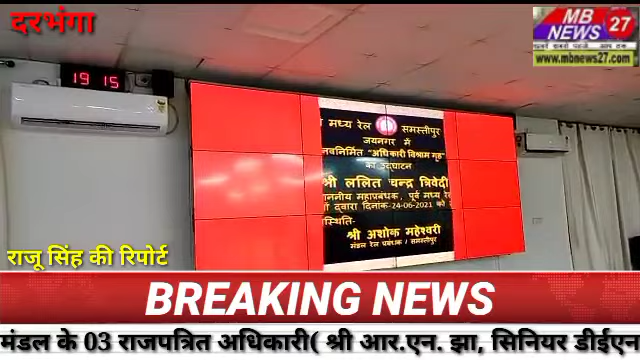 दरभंगा
MB
NEWS 27
www.mbnews27.com
19 15
मध्य रेल समस्तीपुर
जयनगर में
नवनिर्मित "अधिकारी विश्राम गृह"
का उद्घाटन
श्री ललित चन्द्र त्रिवेदी
माननीय महाप्रबंधक, पूर्व मध्य रे
द्वारा दिनांक-24-06-2021 को
स्थिति-
श्री अशोक महेश्वरी
मंडल रेल प्रबंधक / समस्तीपुर
राजू सिंह की रिपोर्ट
BREAKING NEWS
मंडल के 03 राजपत्रित अधिकारी( श्री आर.एन. झा, सिनियर डीईएन